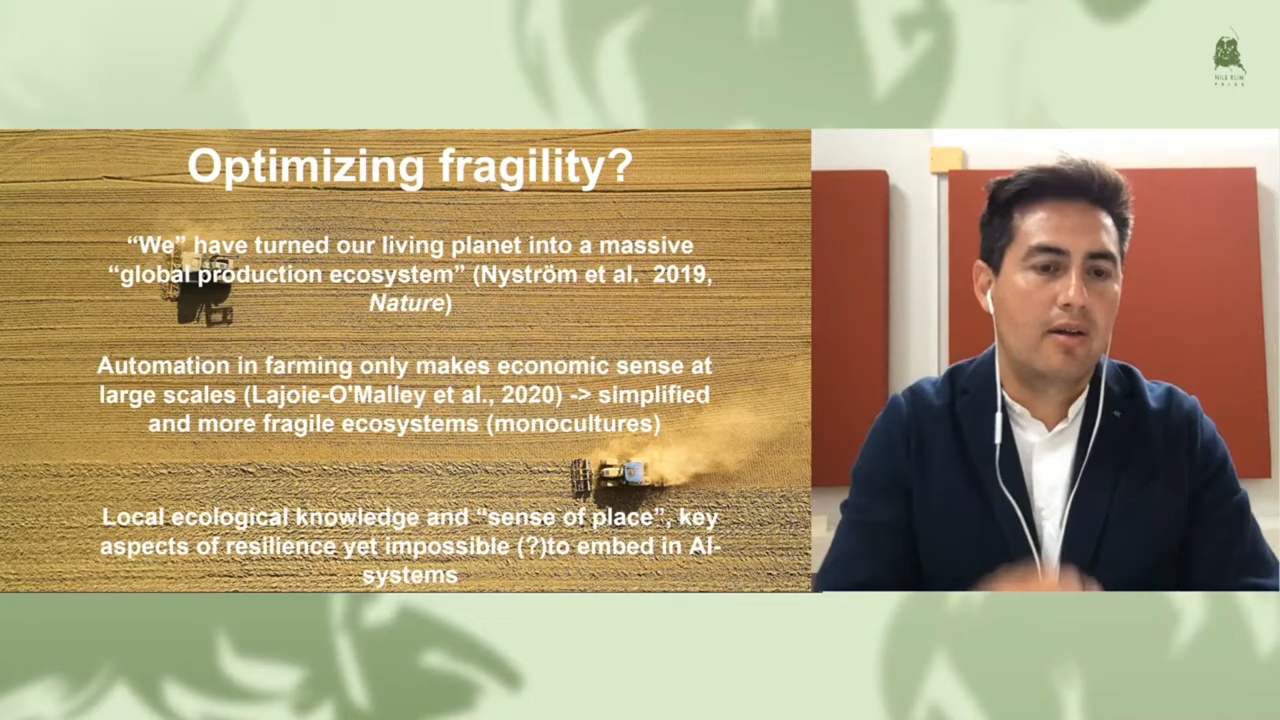 Optimizing fragility?
“We” have turned our living planet into a massive
“global production ecosystem” (Nyström et al. 2019,
Nature)
Automation in farming only makes economic sense at
large scales (Lajoie-O'Malley et al., 2020) -> simplified
and more fragile ecosystems (monocultures)
Local ecological knowledge and “sense of place”, key
aspects of resilience yet impossible (?)to embed in AI-
systems